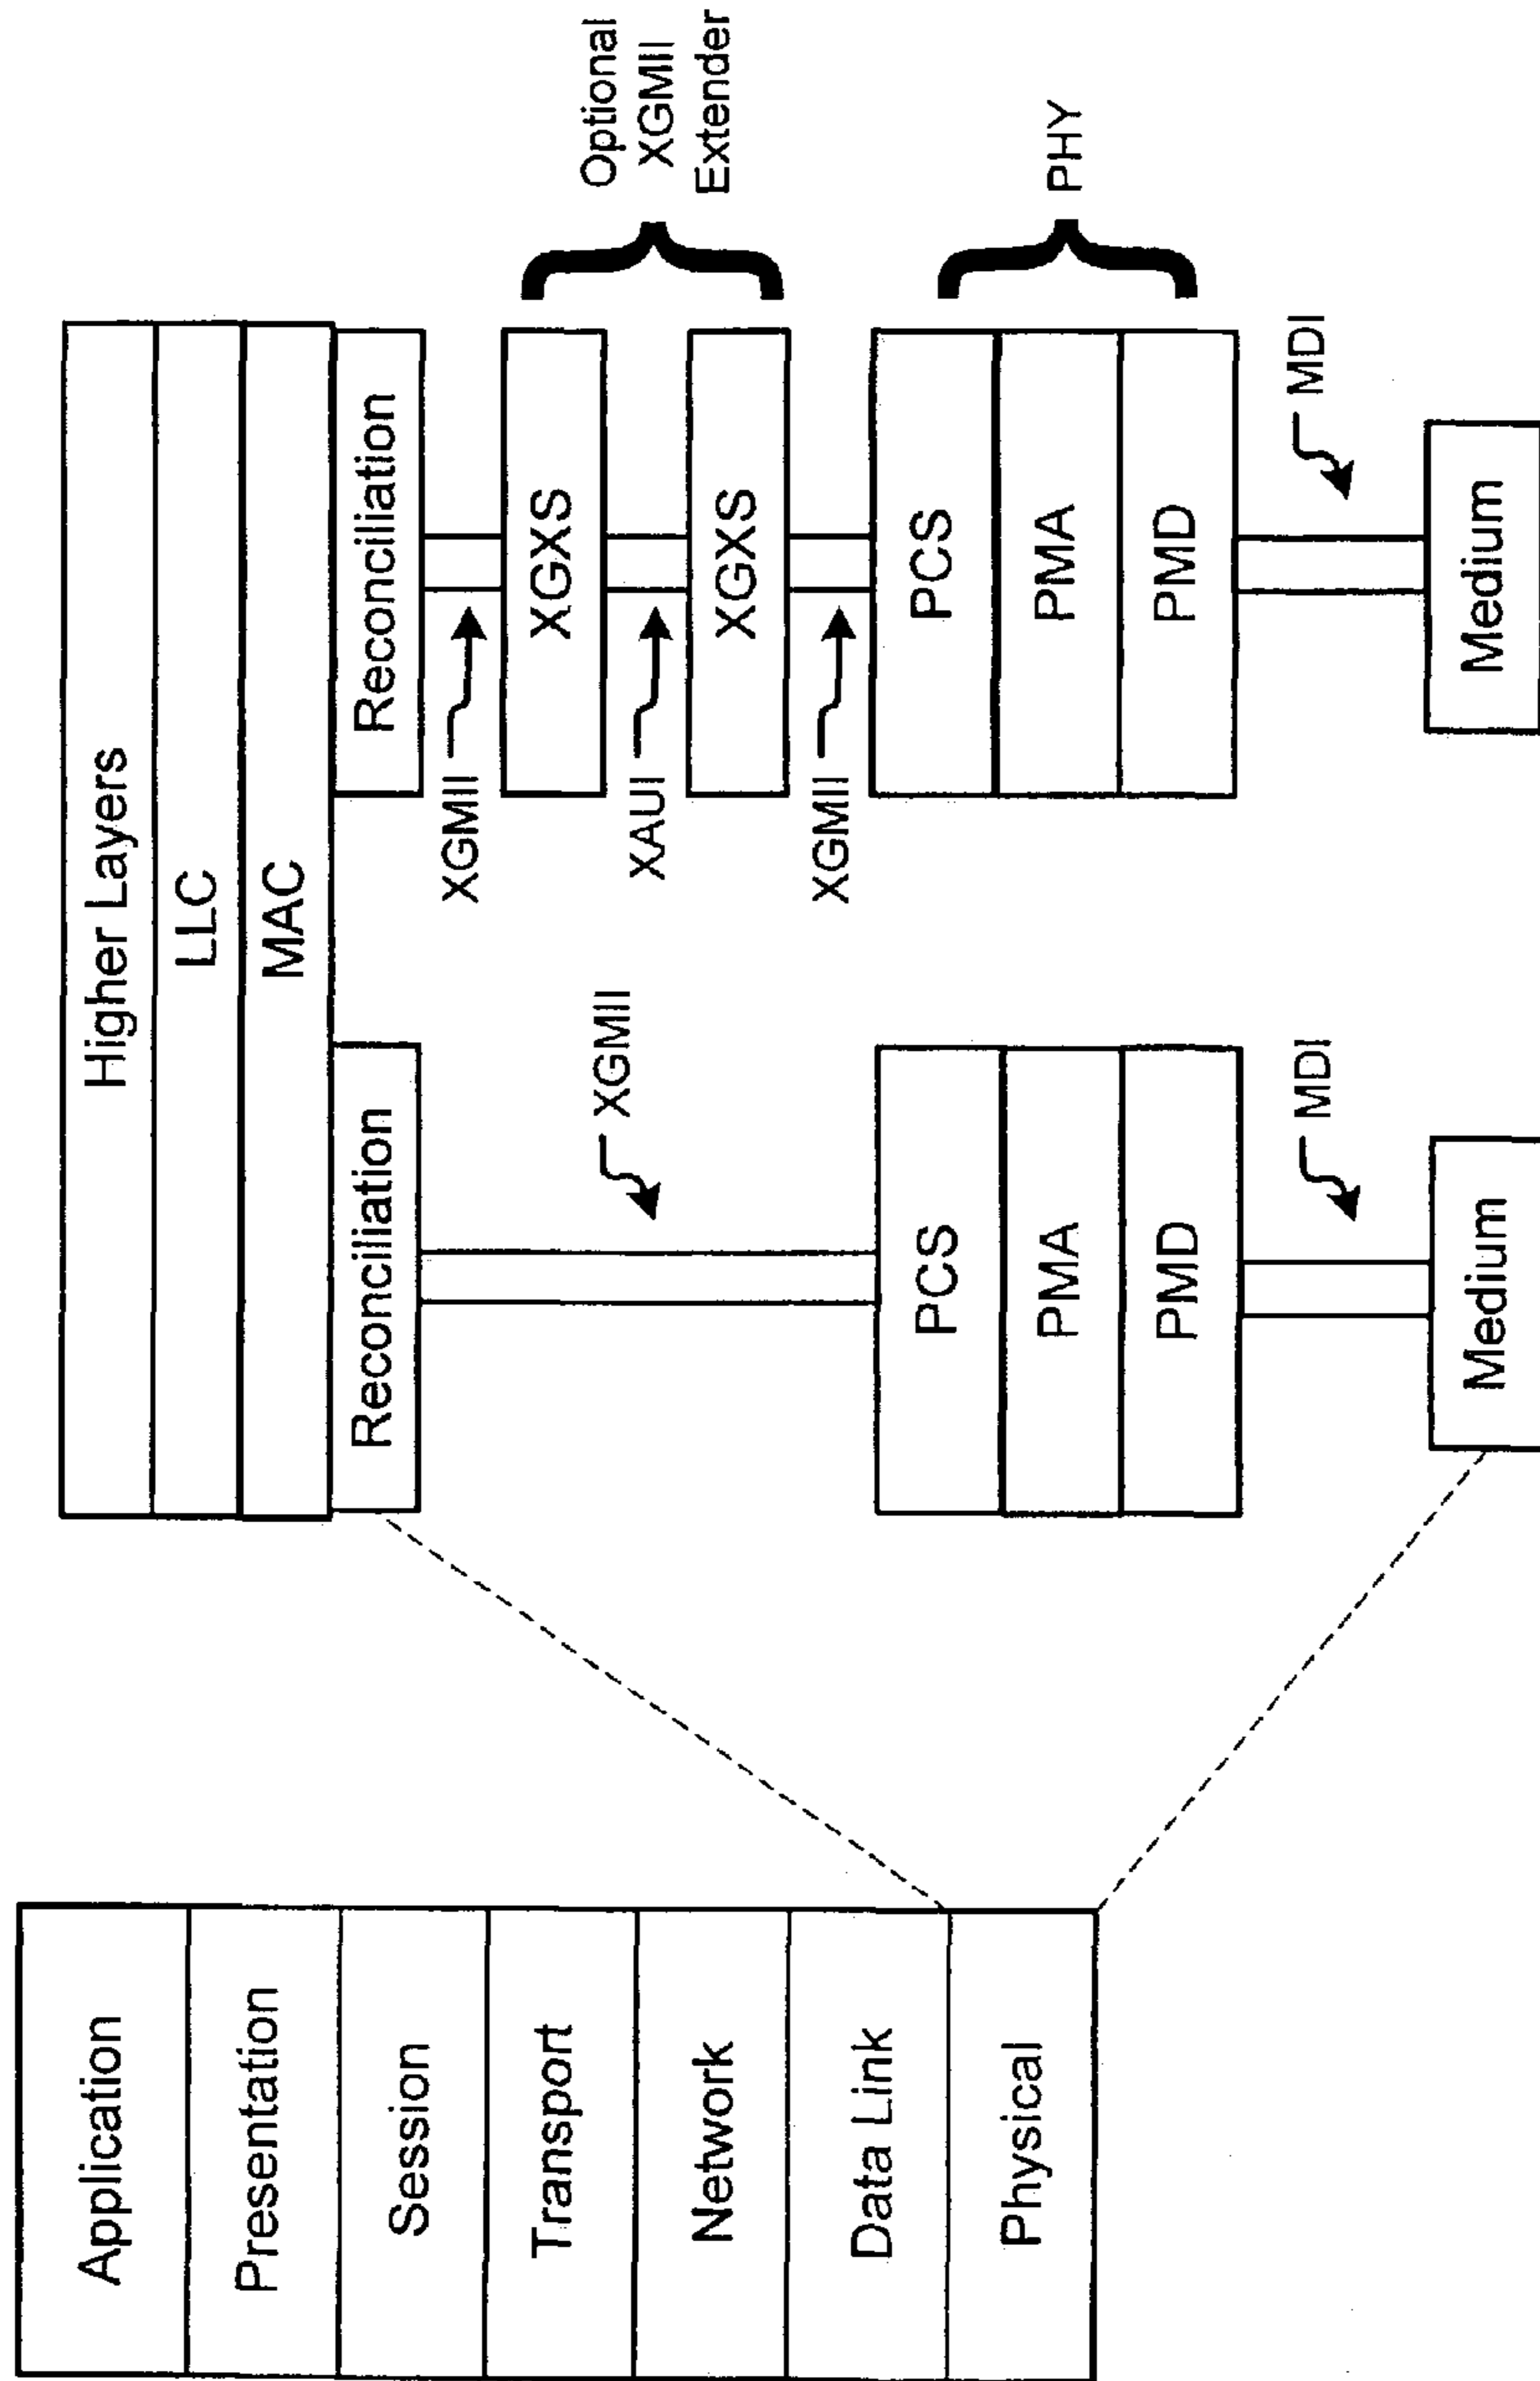 Application
Presentation
Session
Transport
Network
Data Link
Physical
Higher Layers
LLC
MAC
Reconciliation
XGMII
PCS
PMA
PMD
MDI
Medium
Reconciliation
XGMII
XGXS
XAUI
XGXS
XGMII
PCS
PMA
PMD
MDI
Medium
Optional
XGMII
Extender
PHY